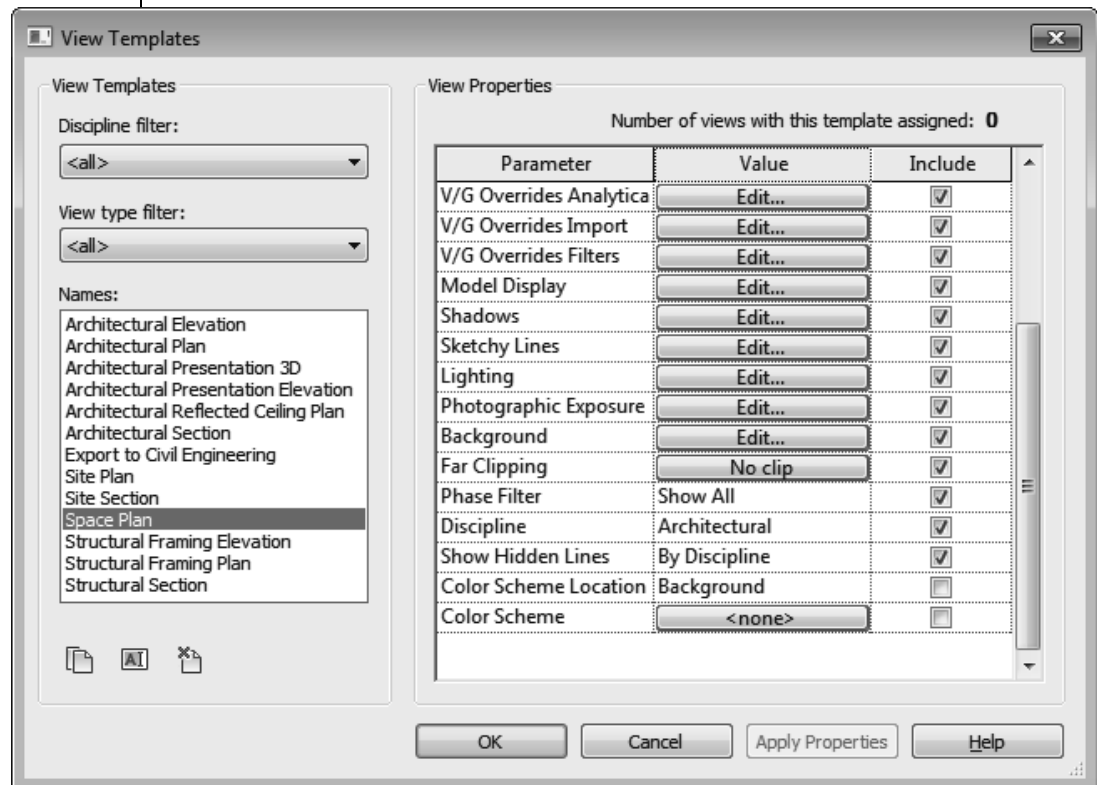 View Templates
View Templates
Discipline filter:
<all>
View type filter:
<all>
Names:
Architectural Elevation
Architectural Plan
Architectural Presentation 3D
Architectural Presentation Elevation
Architectural Reflected Ceiling Plan
Architectural Section
Export to Civil Engineering
Site Plan
Site Section
Space Plan
Structural Framing Elevation
Structural Framing Plan
Structural Section
AI
View Properties
Number of views with this template assigned: 0
Parameter Value Include
V/G Overrides Analytica Edit...
V/G Overrides Import Edit...
V/G Overrides Filters Edit...
Model Display Edit...
Shadows Edit...
Sketchy Lines Edit...
Lighting Edit...
Photographic Exposure Edit...
Background Edit...
Far Clipping No clip
Phase Filter Show All
Discipline Architectural
Show Hidden Lines By Discipline
Color Scheme Location Background
Color Scheme <none>
OK Cancel Apply Properties Help